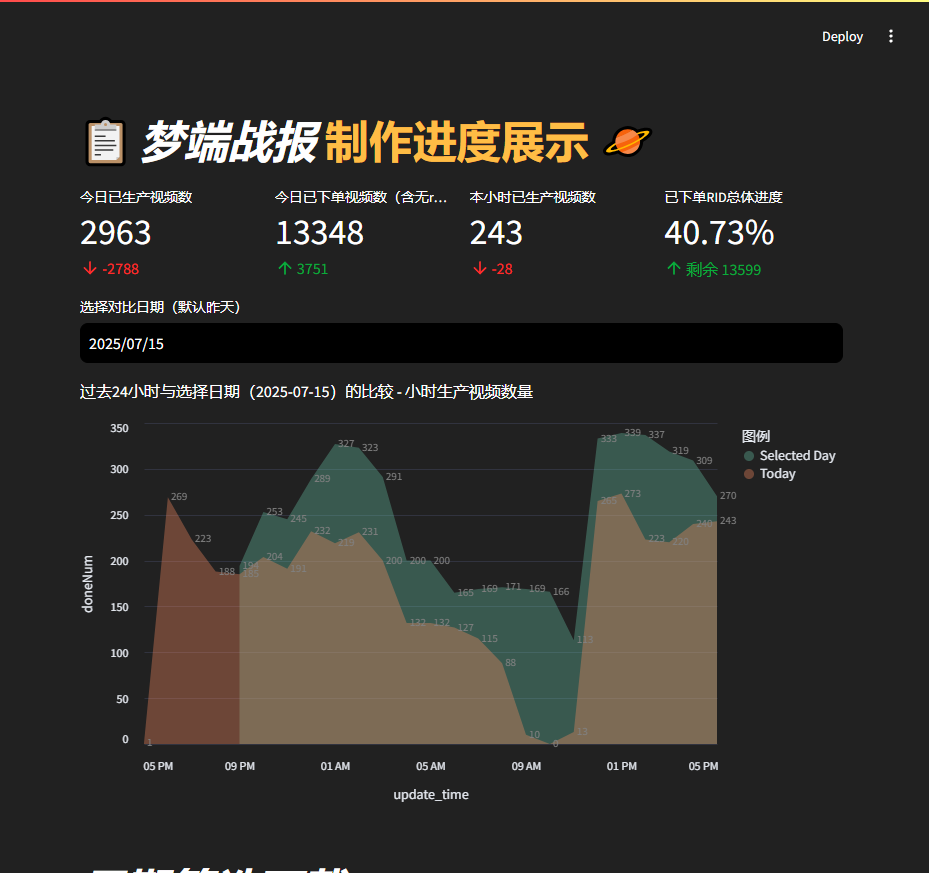 Deploy
梦端战报 制作进度展示
今日已生产视频数
2963
-2788
今日已下单视频数（含无r...
13348
3751
本小时已生产视频数
243
-28
已下单RID总体进度
40.73%
剩余 13599
选择对比日期（默认昨天）
2025/07/15
过去24小时与选择日期（2025-07-15）的比较 - 小时生产视频数量
350
300
250
200
150
100
50
0
doneNum
1
269
223
188
185
204
191
232
219
231
200
132
132
127
115
88
10
0
13
265
273
223
220
240
243
194
253
245
289
327
323
291
200
200
165
169
171
169
166
113
333
339
337
319
309
270
05 PM
09 PM
01 AM
05 AM
09 AM
01 PM
05 PM
update_time
图例
Selected Day
Today